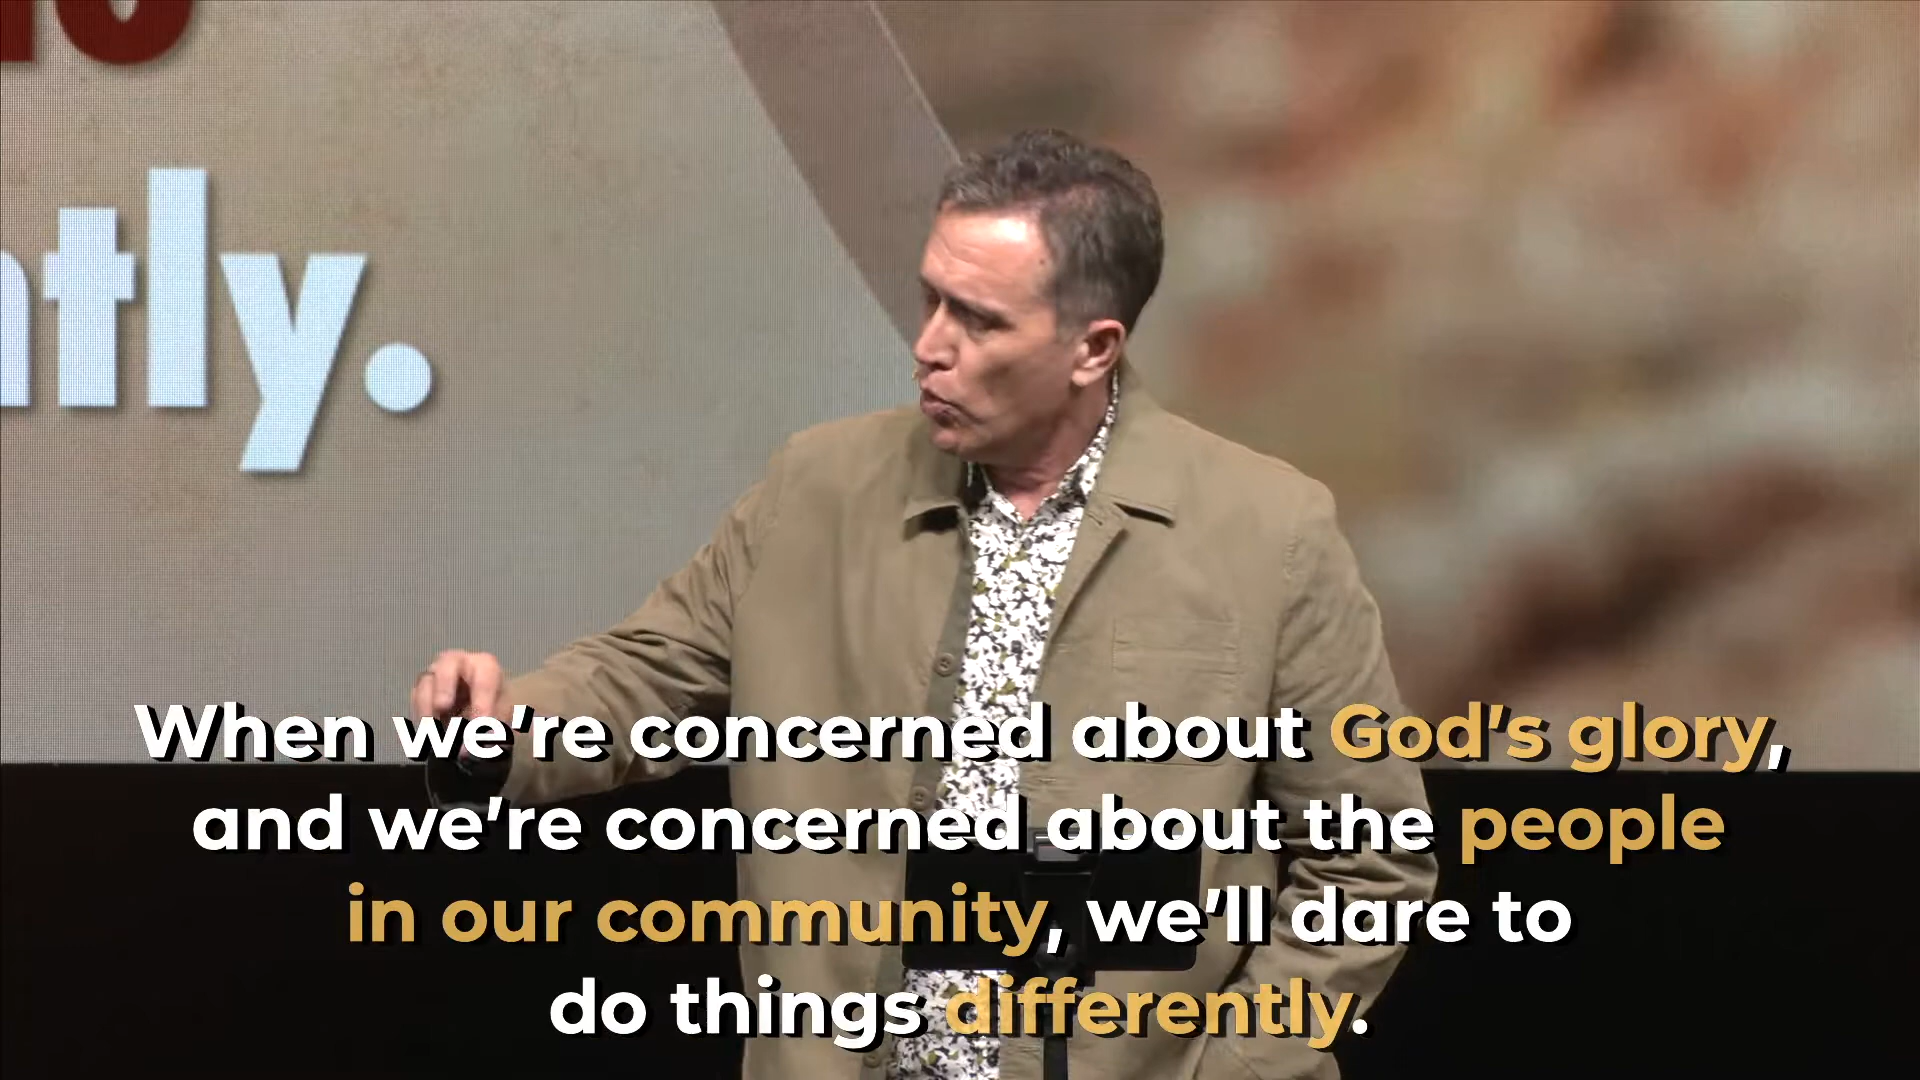 ntly.
When we're concerned about God's glory,
and we're concerned about the people
in our community, we'll dare to
do things differently.